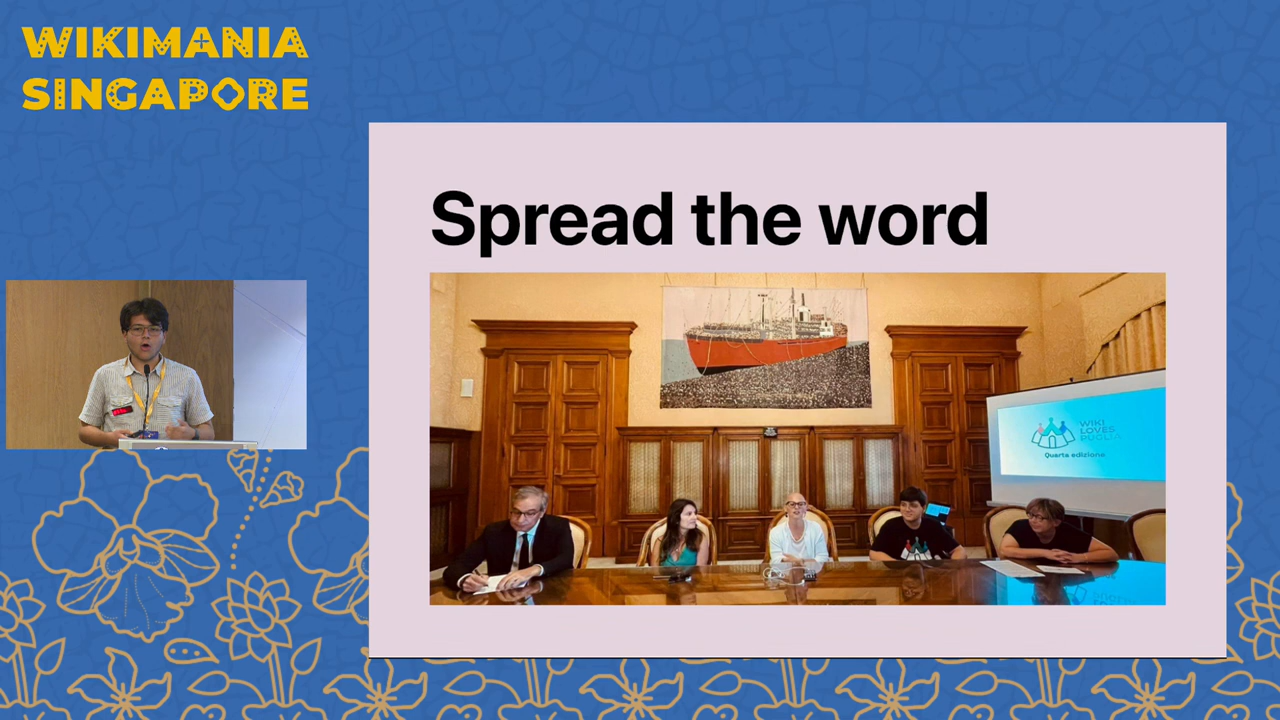 WIKIMANIA
SINGAPORE
Spread the word
WIKI
LOVES
PUGLIA
Quarta edizione